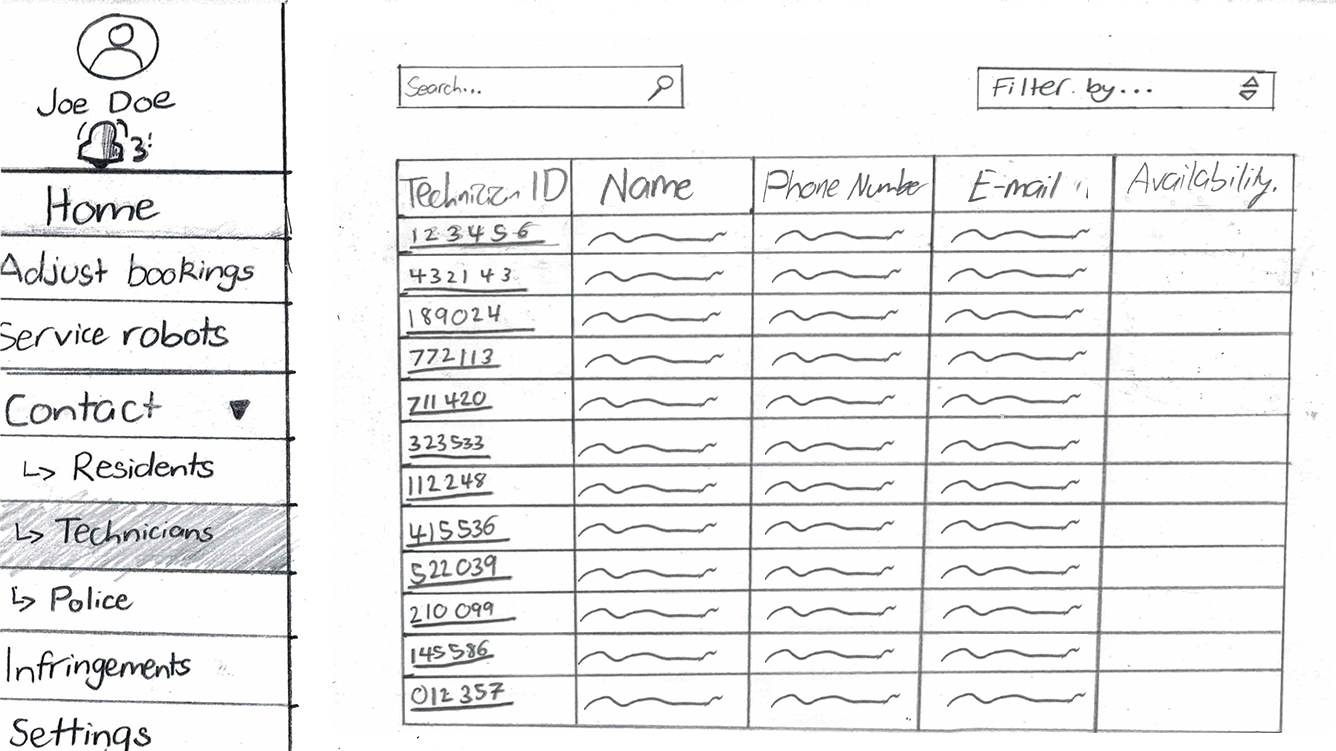 Joe Doe
3
Home
Adjust bookings
Service robots
Contact
Residents
Technicians
Police
Infringements
Settings
Search...
Filter by...
Technician ID Name Phone Number E-mail Availability.
123456
432143
189024
772113
711420
323533
112248
415536
522039
210099
145586
012357